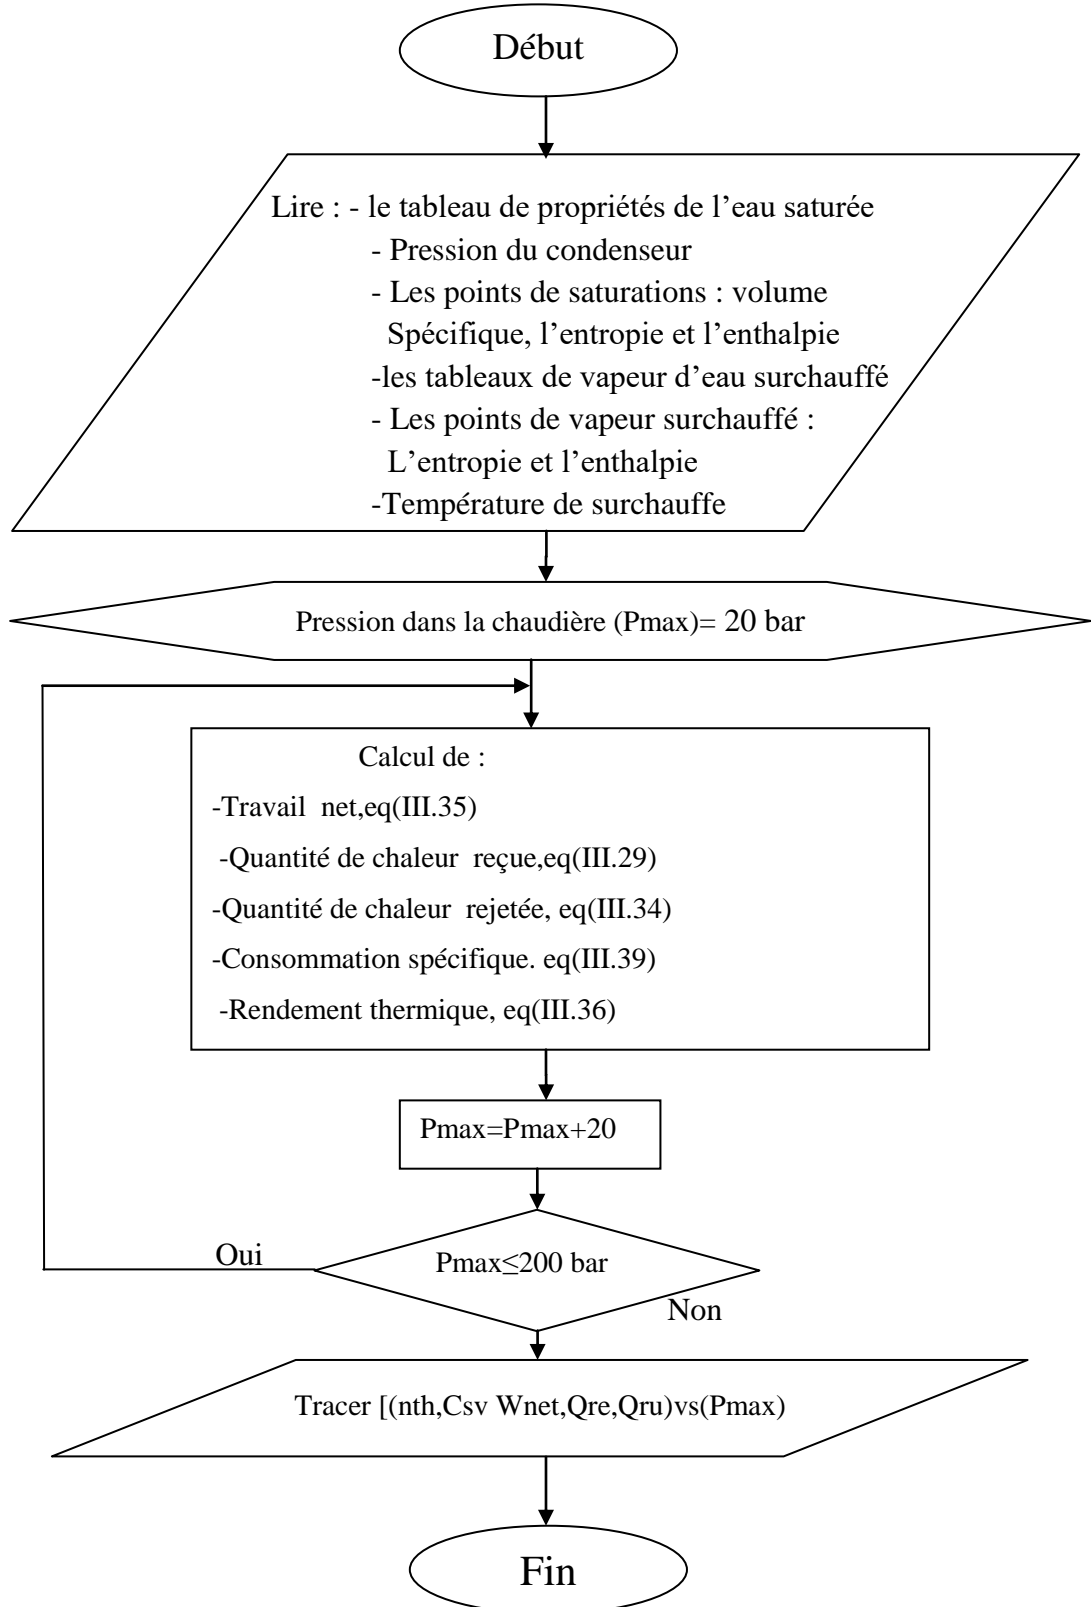 Début
Lire : - le tableau de propriétés de l’eau saturée
- Pression du condenseur
- Les points de saturations : volume
Spécifique, l’entropie et l’enthalpie
-les tableaux de vapeur d’eau surchauffé
- Les points de vapeur surchauffé :
L’entropie et l’enthalpie
-Température de surchauffe
Pression dans la chaudière (Pmax)= 20 bar
Calcul de :
-Travail  net,eq(III.35)
-Quantité de chaleur  reçue,eq(III.29)
-Quantité de chaleur  rejetée, eq(III.34)
-Consommation spécifique. eq(III.39)
-Rendement thermique, eq(III.36)
Pmax=Pmax+20
Oui
Pmax≤200 bar
Non
Tracer [(nth,Csv Wnet,Qre,Qru)vs(Pmax)
Fin